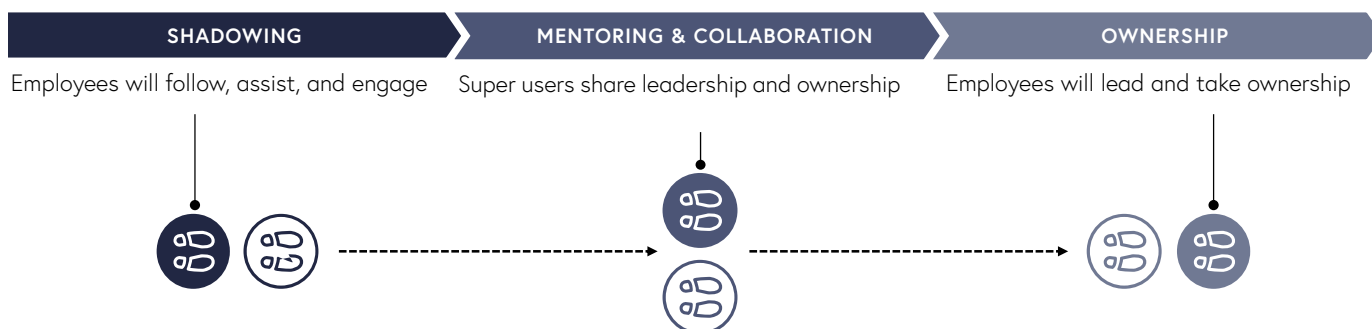 SHADOWING
MENTORING & COLLABORATION
OWNERSHIP
Employees will follow, assist, and engage
Super users share leadership and ownership
Employees will lead and take ownership